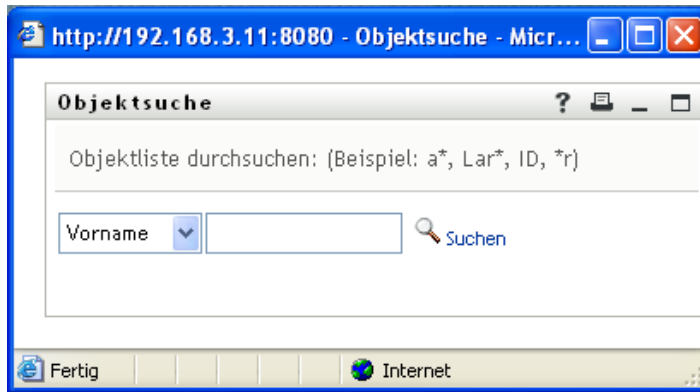 http://192.168.3.11:8080 - Objektsuche - Micr...
Objektsuche ?
Objektliste durchsuchen: (Beispiel: a*, Lar*, ID, *r)
Vorname Suchen
Fertig Internet